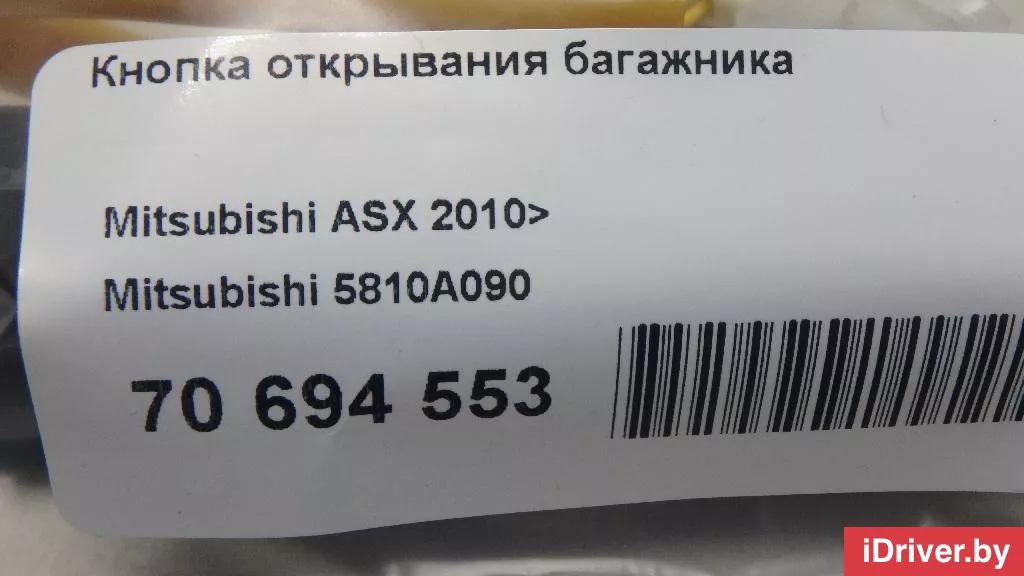 Кнопка открывания багажника
Mitsubishi ASX 2010>
Mitsubishi 5810A090
70 694 553
iDriver.by